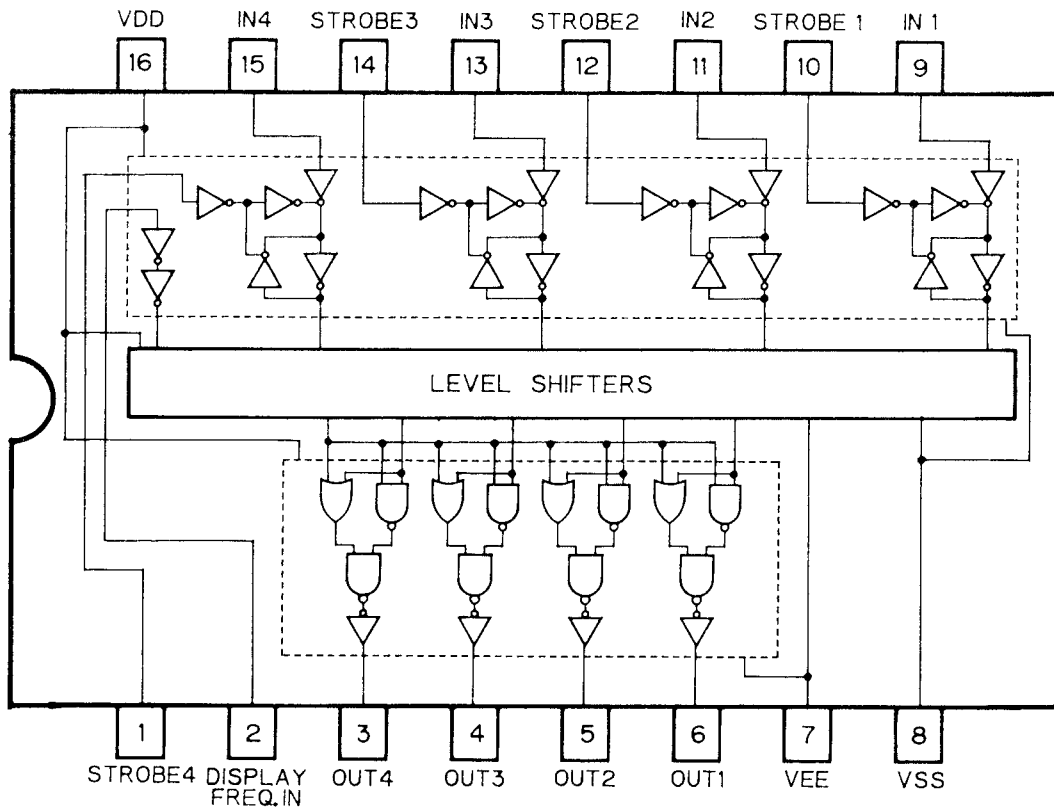 VDD IN4 STROBE3 IN3 STROBE2 IN2 STROBE 1 IN 1
16 15 14 13 12 11 10 9
LEVEL SHIFTERS
1 2 3 4 5 6 7 8
STROBE4 DISPLAY OUT4 OUT3 OUT2 OUT1 VEE VSS
FREQ.IN